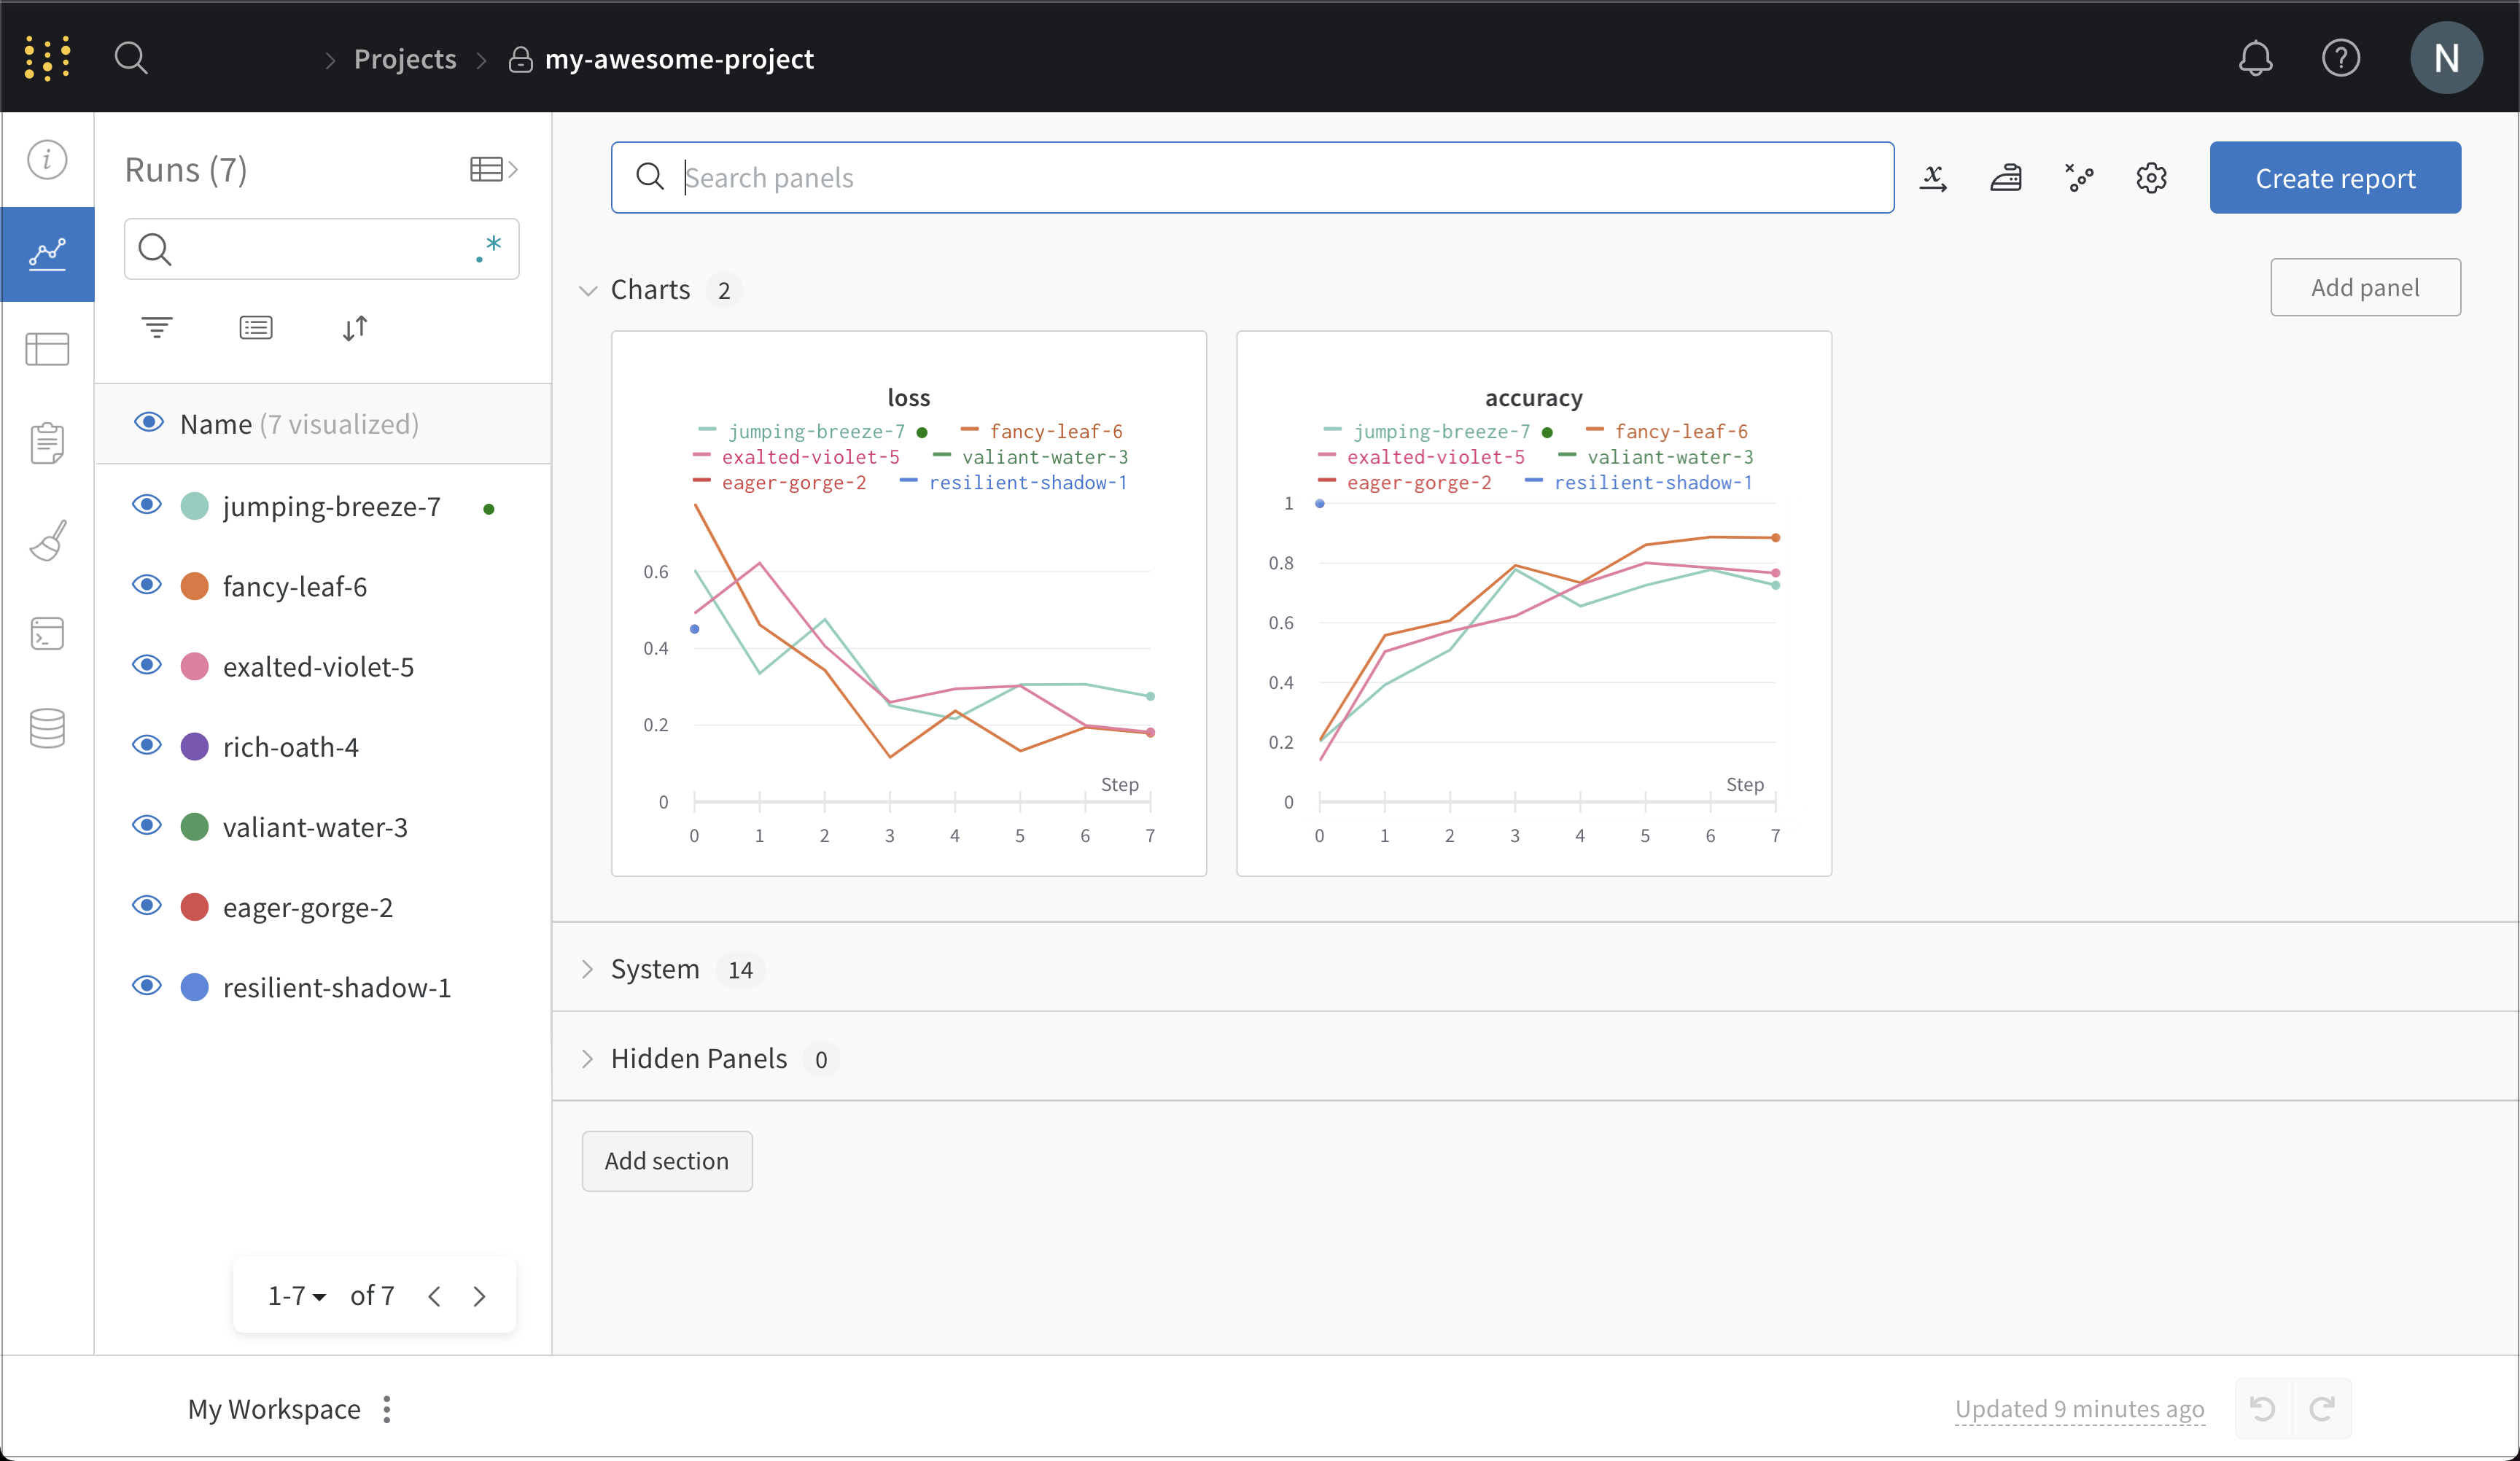 Projects
my-awesome-project
N
Runs (7)
.*
Name (7 visualized)
jumping-breeze-7
fancy-leaf-6
exalted-violet-5
rich-oath-4
valiant-water-3
eager-gorge-2
resilient-shadow-1
1-7 of 7
Search panels
Create report
Charts 2
Add panel
loss
jumping-breeze-7 fancy-leaf-6
exalted-violet-5 valiant-water-3
eager-gorge-2 resilient-shadow-1
0.6
0.4
0.2
0
Step
0 1 2 3 4 5 6 7
accuracy
jumping-breeze-7 fancy-leaf-6
exalted-violet-5 valiant-water-3
eager-gorge-2 resilient-shadow-1
1
0.8
0.6
0.4
0.2
0
Step
0 1 2 3 4 5 6 7
System 14
Hidden Panels 0
Add section
My Workspace
Updated 9 minutes ago